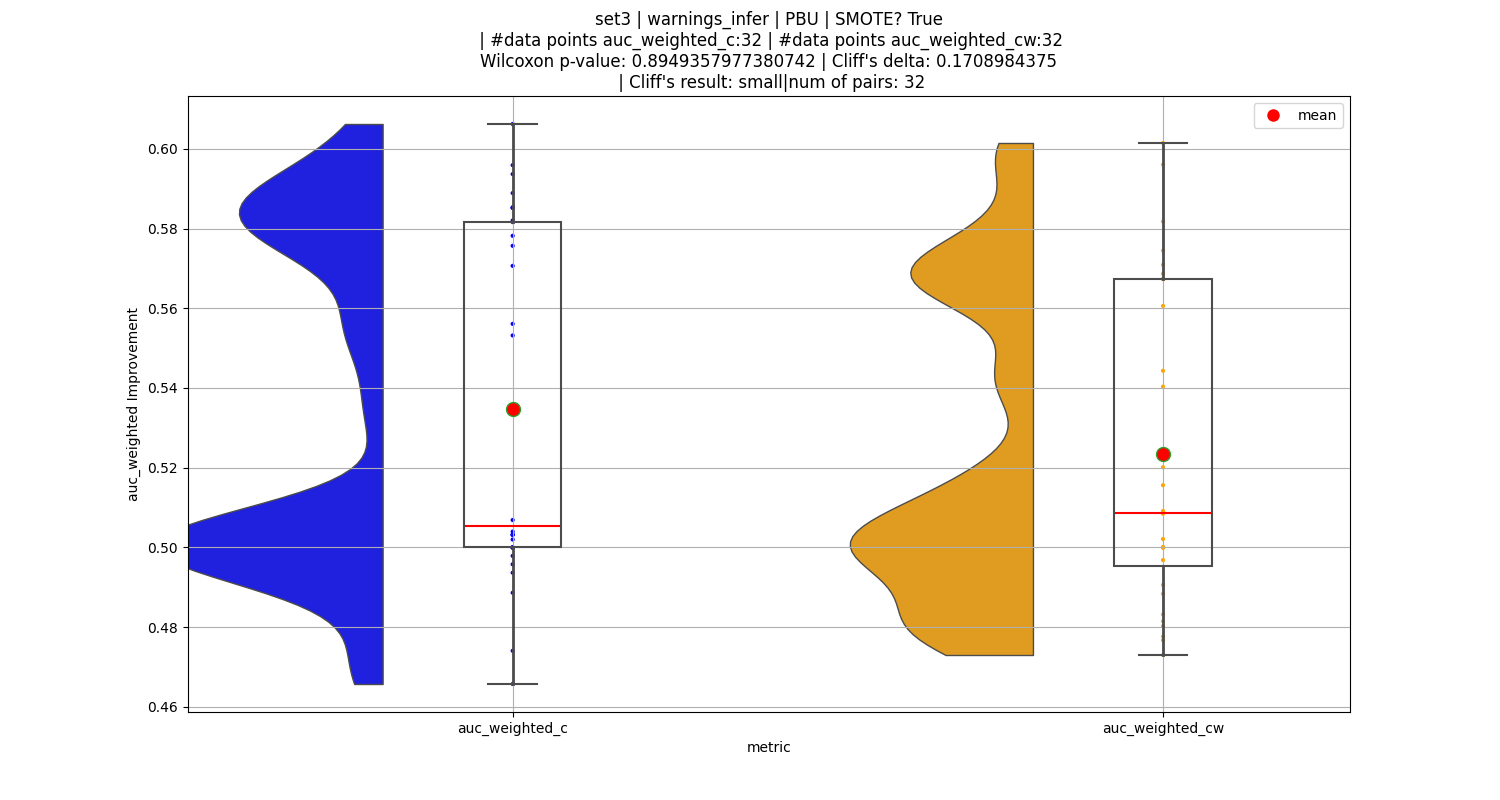 set3 | warnings_infer | PBU | SMOTE? True
| #data points auc_weighted_c:32 | #data points auc_weighted_cw:32
Wilcoxon p-value: 0.8949357977380742 | Cliff's delta: 0.1708984375
| Cliff's result: small|num of pairs: 32
mean
0.60
0.58
0.56
0.54
0.52
0.50
0.48
0.46
auc_weighted Improvement
auc_weighted_c
auc_weighted_cw
metric